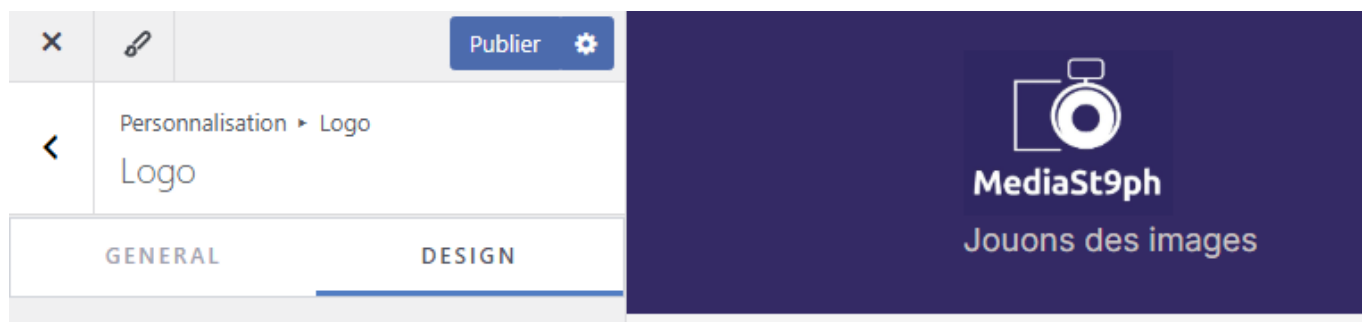 Publier
Personnalisation ▸ Logo
Logo
GENERAL
DESIGN
MediaSt9ph
Jouons des images